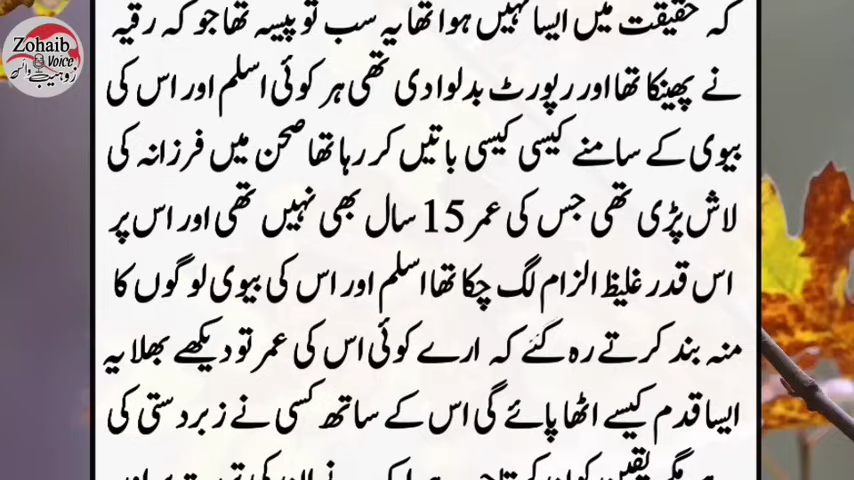 Zohaib
Voice
زوہیب وائس
کہ حقیقت میں ایسا نہیں ہوا تھا یہ سب تو پیسہ تھا جو کہ رقیہ
نے پھینکا تھا اور رپورٹ بدلوا دی تھی ہر کوئی اسلم اور اس کی
بیوی کے سامنے کیسی کیسی باتیں کر رہا تھا صحن میں فرزانہ کی
لاش پڑی تھی جس کی عمر 15 سال بھی نہیں تھی اور اس پر
اس قدر غلیظ الزام لگ چکا تھا اسلم اور اس کی بیوی لوگوں کا
منہ بند کرتے رہ گئے کہ ارے کوئی اس کی عمر تو دیکھے بھلا یہ
ایسا قدم کیسے اٹھا پائے گی اس کے ساتھ کسی نے زبردستی کی